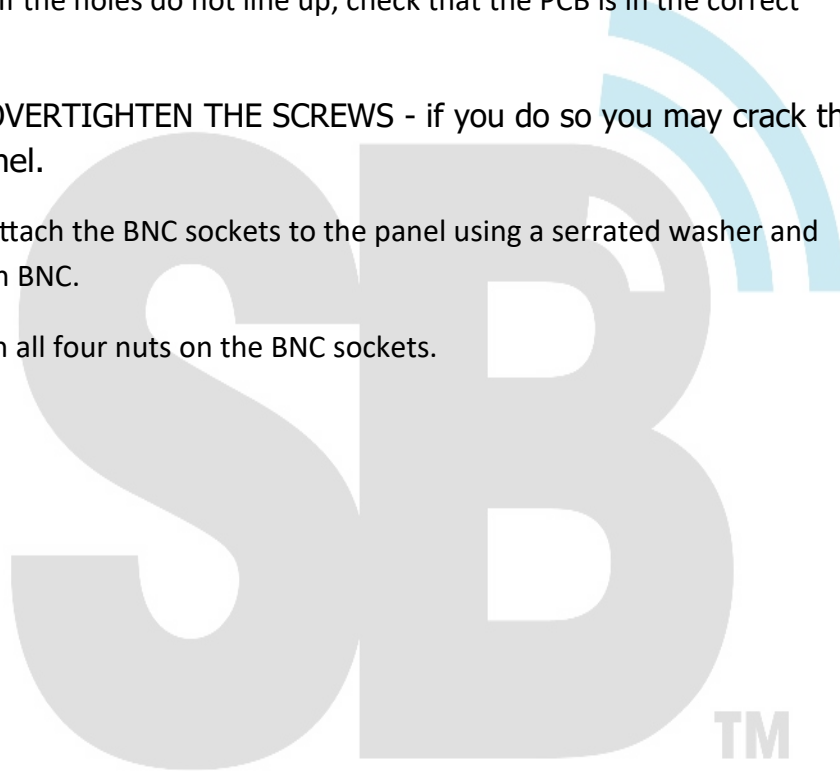 If the holes do not line up, check that the PCB is in the correct
OVERTIGHTEN THE SCREWS - if you do so you may crack th
nel.
ttach the BNC sockets to the panel using a serrated washer and
n BNC.
n all four nuts on the BNC sockets.
SB
TM